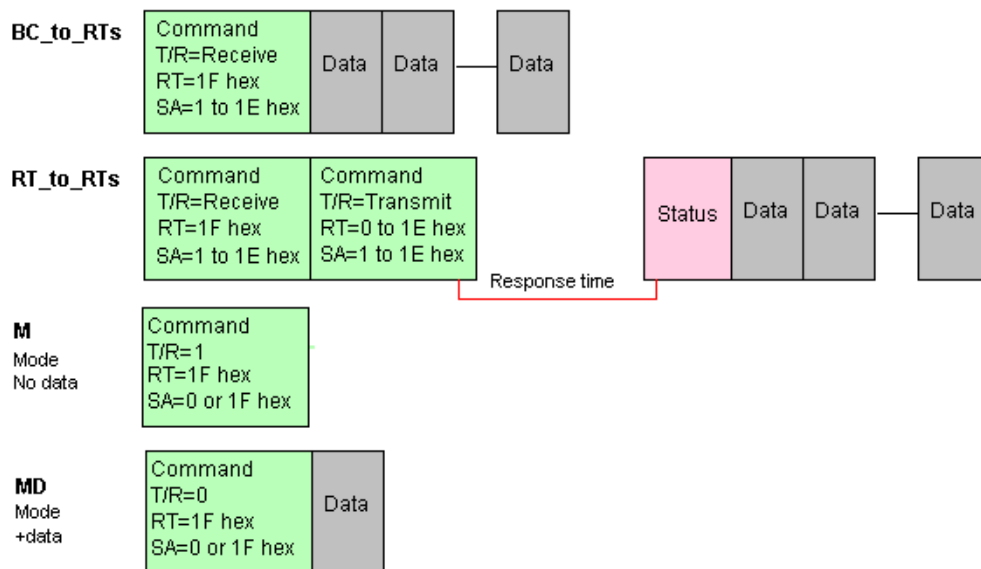 BC_to_RTs
Command
T/R=Receive
RT=1F hex
SA=1 to 1E hex
Data
Data
Data
RT_to_RTs
Command
T/R=Receive
RT=1F hex
SA=1 to 1E hex
Command
T/R=Transmit
RT=0 to 1E hex
SA=1 to 1E hex
Status
Data
Data
Data
Response time
M
Mode
No data
Command
T/R=1
RT=1F hex
SA=0 or 1F hex
MD
Mode
+data
Command
T/R=0
RT=1F hex
SA=0 or 1F hex
Data